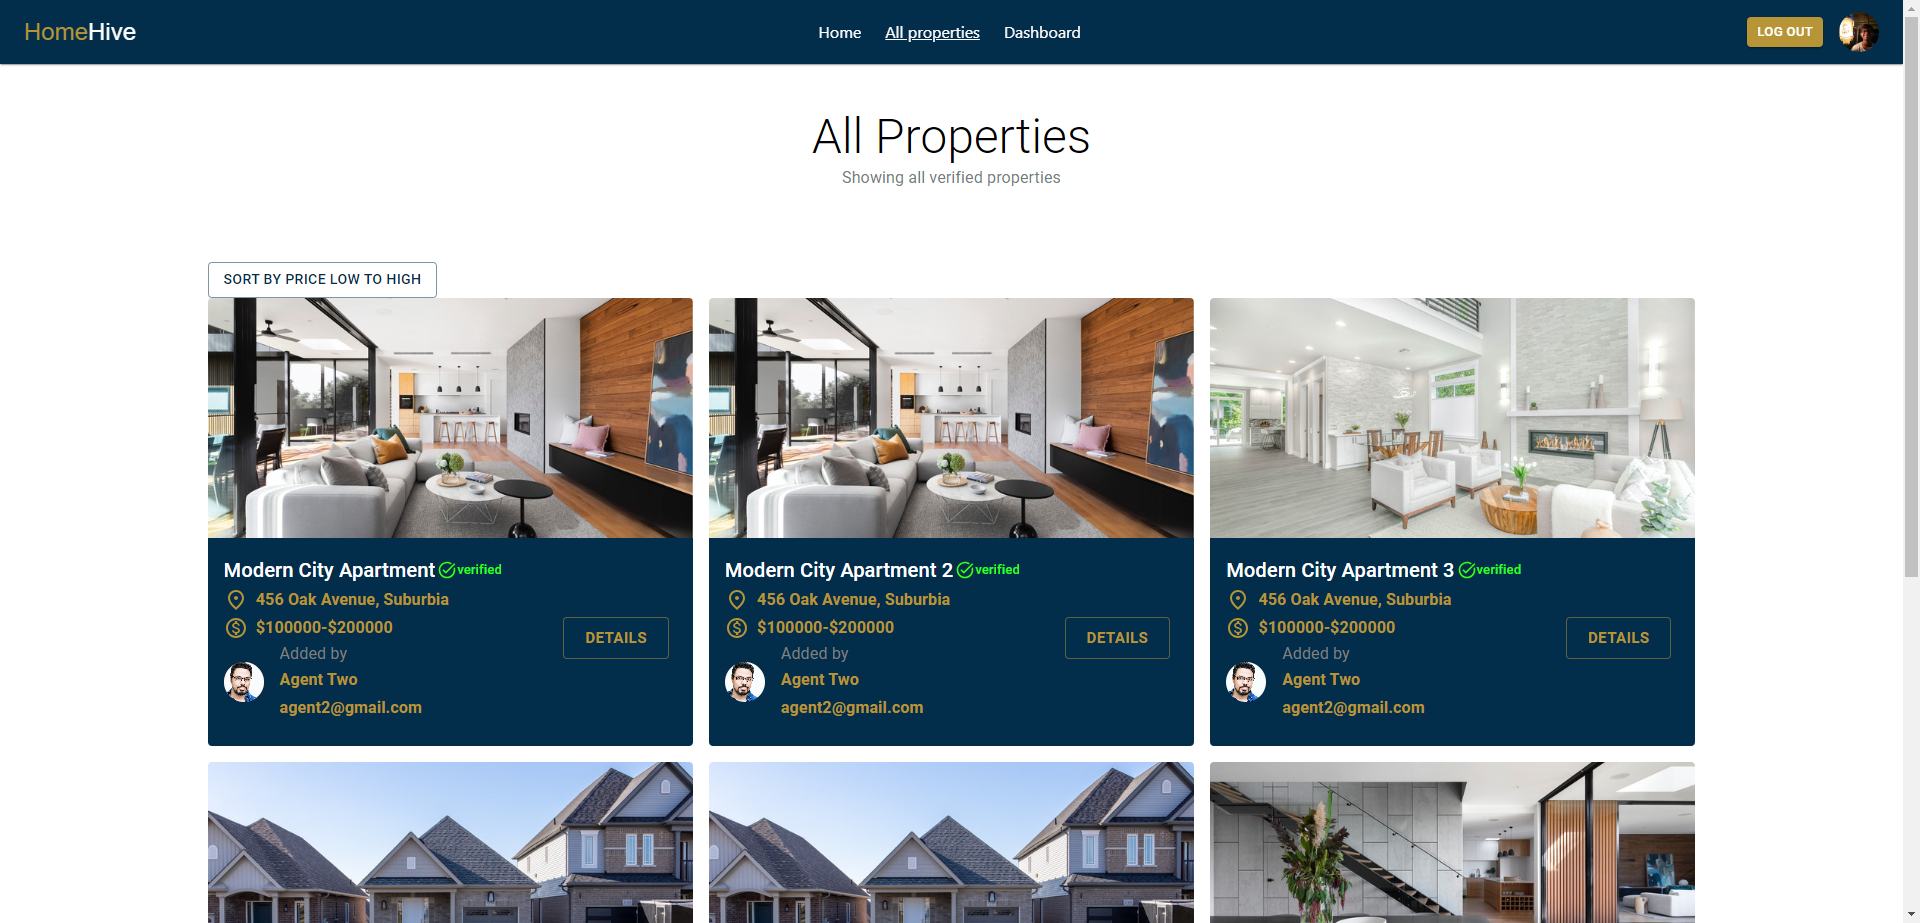 HomeHive
Home
All properties
Dashboard
LOG OUT
All Properties
Showing all verified properties
SORT BY PRICE LOW TO HIGH
Modern City Apartment verified
456 Oak Avenue, Suburbia
$100000-$200000
DETAILS
Added by
Agent Two
agent2@gmail.com
Modern City Apartment 2 verified
456 Oak Avenue, Suburbia
$100000-$200000
DETAILS
Added by
Agent Two
agent2@gmail.com
Modern City Apartment 3 verified
456 Oak Avenue, Suburbia
$100000-$200000
DETAILS
Added by
Agent Two
agent2@gmail.com